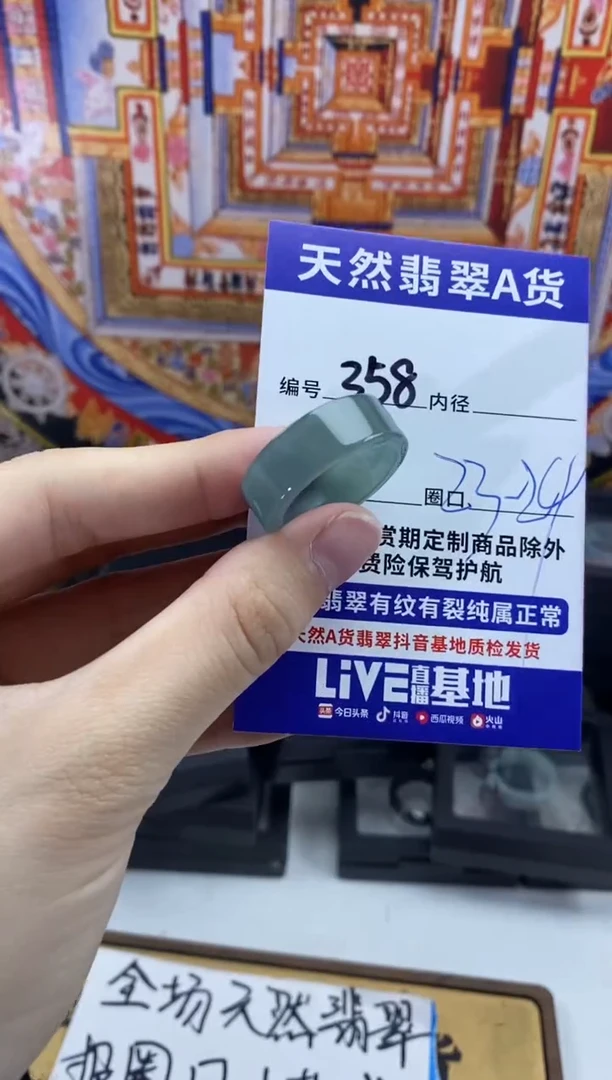 天然翡翠A货
编号 358 内径
圈口 23-24
赏期定制商品除外
费险保驾护航
翡翠有纹有裂纯属正常
天然A货翡翠抖音基地质检发货
LiVE直播基地
头条 今日头条 抖音 西瓜视频 火山
全场天然翡翠